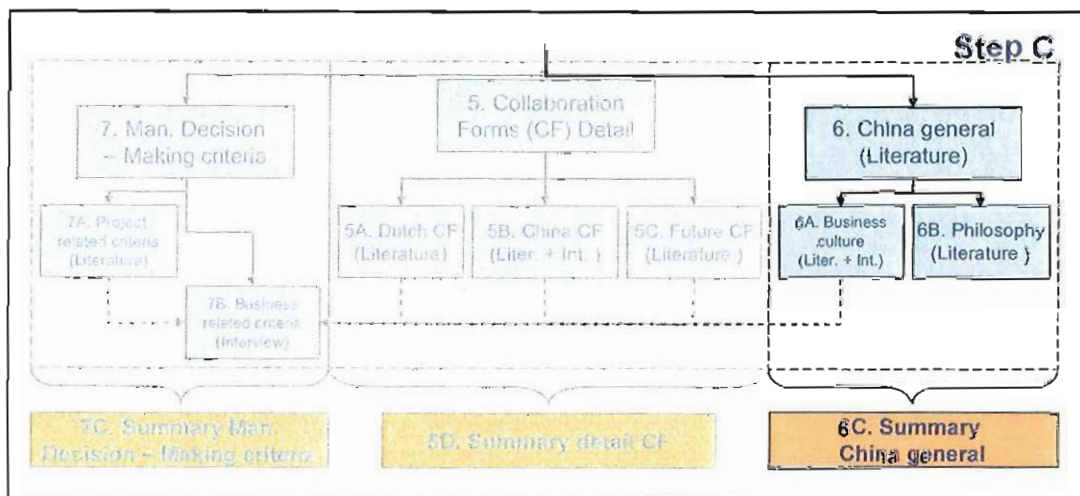 Step C
5. Collaboration
Forms (CF) Detail
7. Man. Decision
– Making criteria
6. China general
(Literature)
7A. Project
related criteria
(Literature)
5A. Dutch CF
(Literature)
5B. China CF
(Liter. + Int. )
5C. Future CF
(Literature )
6A. Business
culture
(Liter. + Int.)
6B. Philosophy
(Literature )
7B. Business
related criteria
(Interview)
7C. Summary Man.
Decision – Making criteria
5D. Summary detail CF
6C. Summary
China general